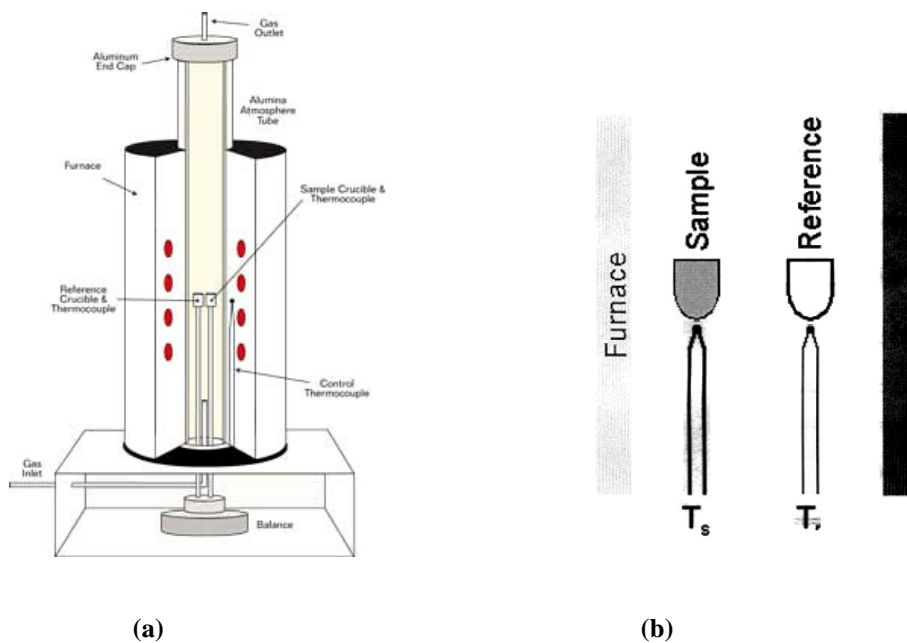 Gas
Outlet
Aluminum
End Cap
Alumina
Atmosphere
Tube
Furnace
Sample Crucible &
Thermocouple
Reference
Crucible &
Thermocouple
Control
Thermocouple
Gas
Inlet
Balance
(a)
Furnace
Sample
Reference
Ts
Tr
(b)